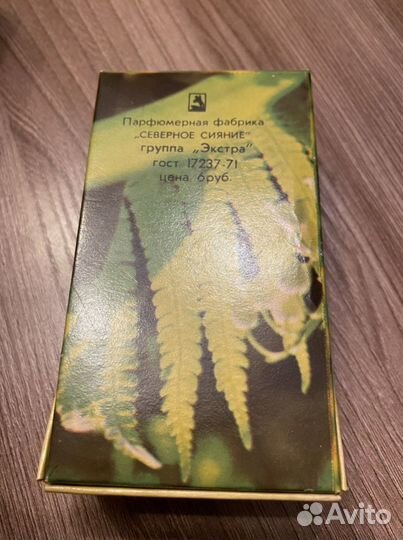 Парфюмерная фабрика
„СЕВЕРНОЕ СИЯНИЕ"
группа „Экстра"
гост 17237-71
цена 6руб.
Avito